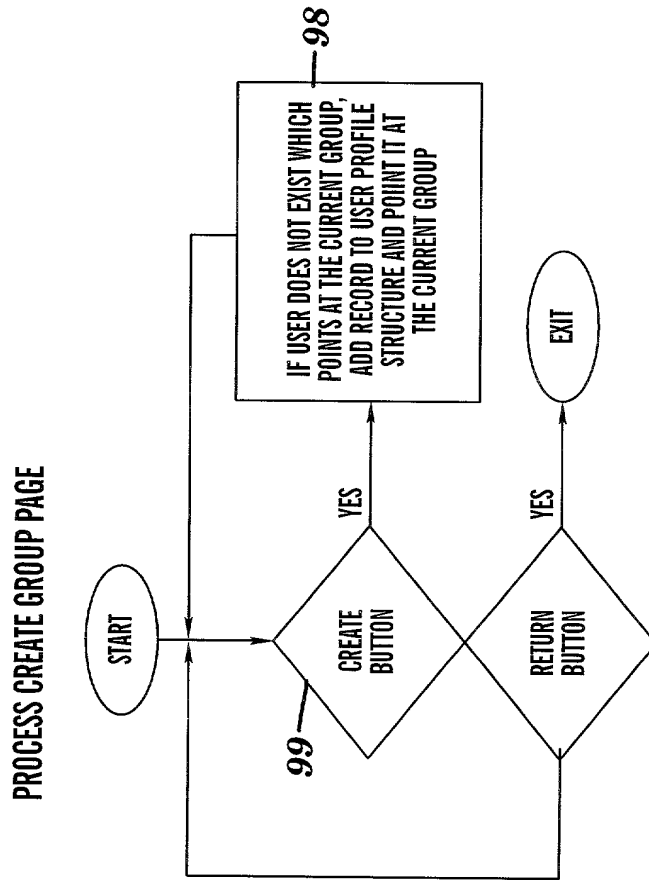 PROCESS CREATE GROUP PAGE
START
99
CREATE
BUTTON
YES
98
IF USER DOES NOT EXIST WHICH
POINTS AT THE CURRENT GROUP,
ADD RECORD TO USER PROFILE
STRUCTURE AND POINT IT AT
THE CURRENT GROUP
RETURN
BUTTON
YES
EXIT